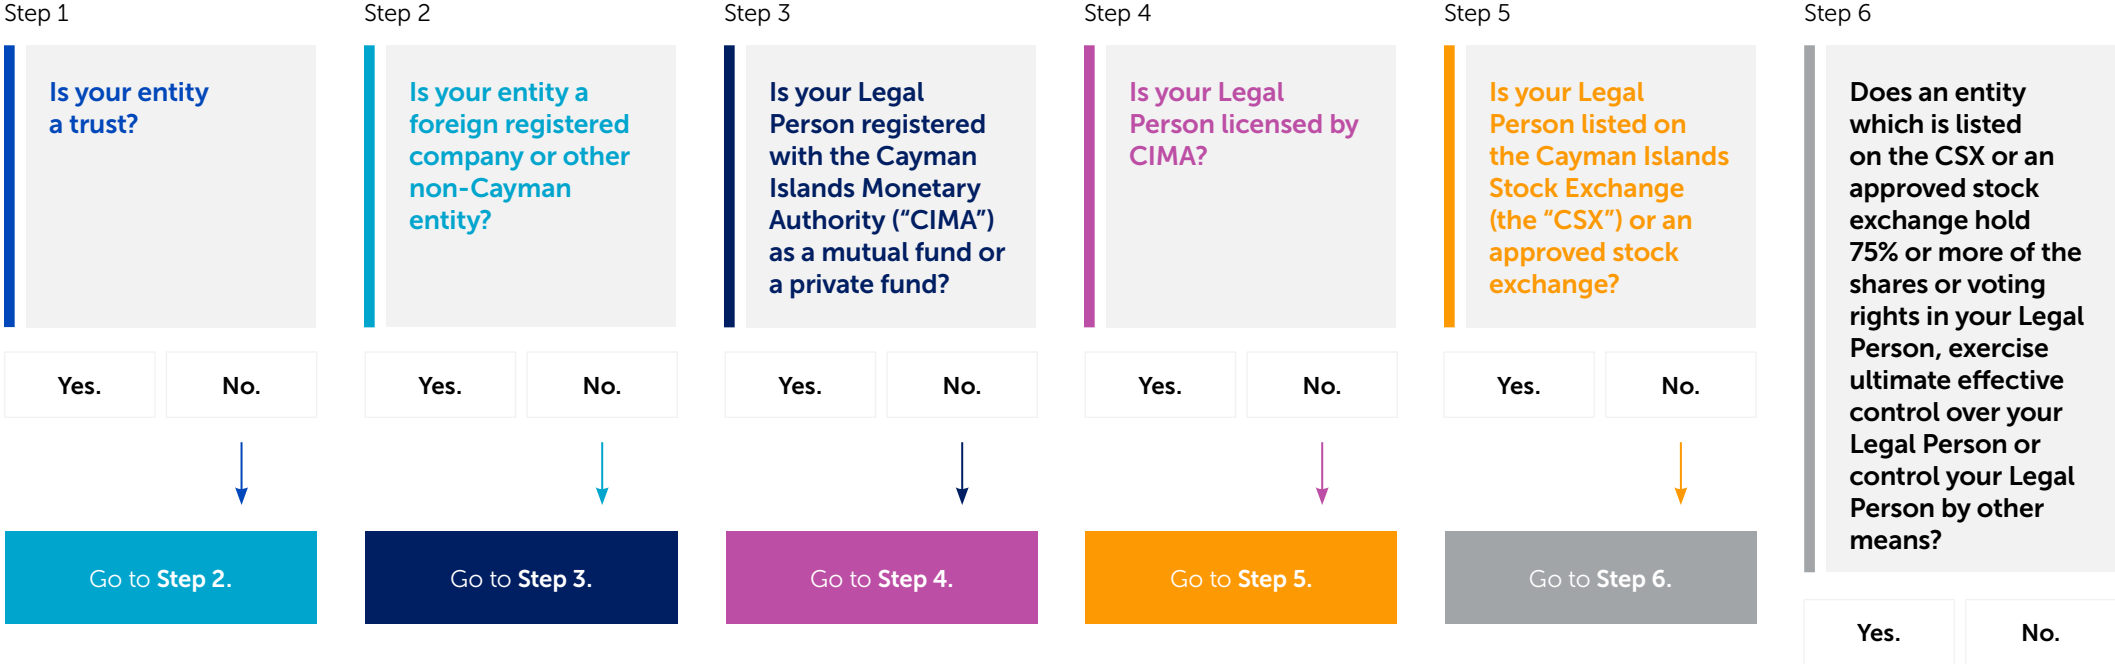 Step 1
Is your entity
a trust?
Yes.
No.
Go to Step 2.
Step 2
Is your entity a
foreign registered
company or other
non-Cayman
entity?
Yes.
No.
Go to Step 3.
Step 3
Is your Legal
Person registered
with the Cayman
Islands Monetary
Authority (“CIMA”)
as a mutual fund or
a private fund?
Yes.
No.
Go to Step 4.
Step 4
Is your Legal
Person licensed by
CIMA?
Yes.
No.
Go to Step 5.
Step 5
Is your Legal
Person listed on
the Cayman Islands
Stock Exchange
(the “CSX”) or an
approved stock
exchange?
Yes.
No.
Go to Step 6.
Step 6
Does an entity
which is listed
on the CSX or an
approved stock
exchange hold
75% or more of the
shares or voting
rights in your Legal
Person, exercise
ultimate effective
control over your
Legal Person or
control your Legal
Person by other
means?
Yes.
No.